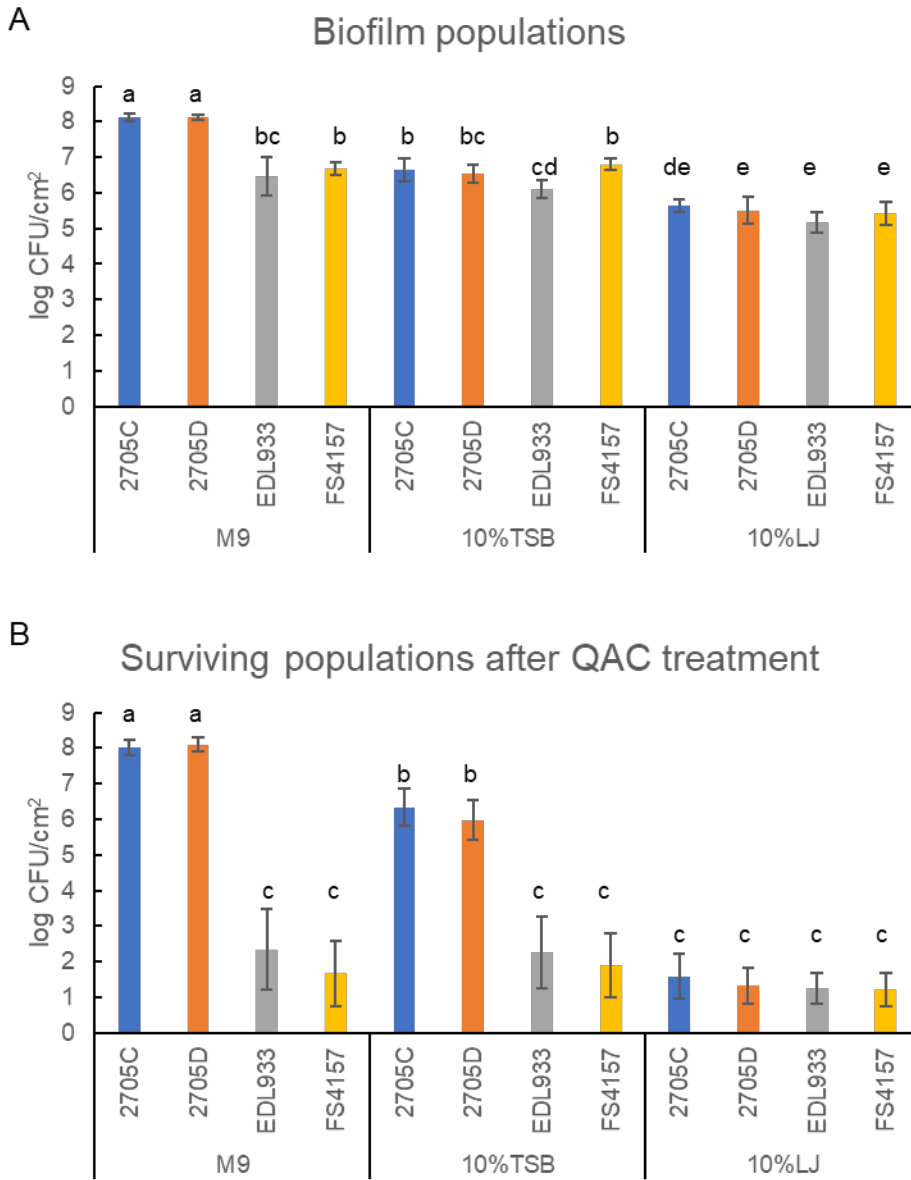 A
Biofilm populations
9
8
7
6
5
4
3
2
1
0
log CFU/cm²
a a bc b b bc cd b de e e e
2705C 2705D EDL933 FS4157 2705C 2705D EDL933 FS4157 2705C 2705D EDL933 FS4157
M9 10%TSB 10%LJ
B
Surviving populations after QAC treatment
9
8
7
6
5
4
3
2
1
0
log CFU/cm²
a a c c b b c c c c c c
2705C 2705D EDL933 FS4157 2705C 2705D EDL933 FS4157 2705C 2705D EDL933 FS4157
M9 10%TSB 10%LJ